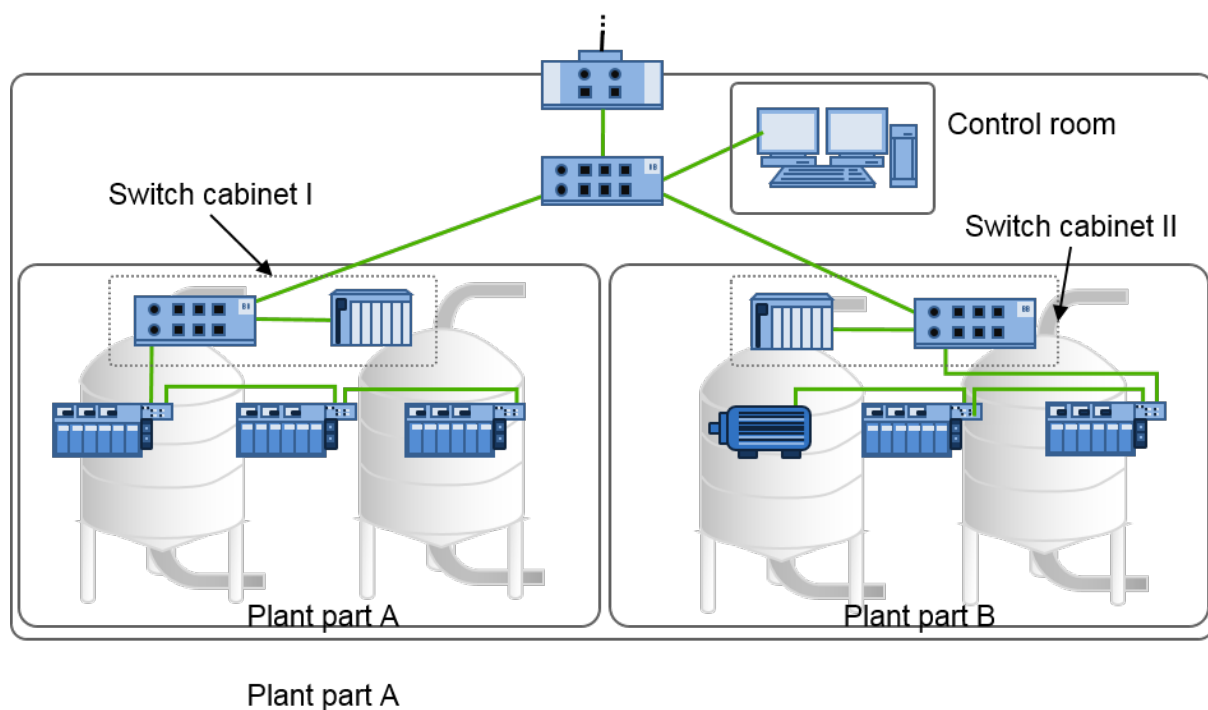 Control room
Switch cabinet I
Switch cabinet II
Plant part A
Plant part B
Plant part A